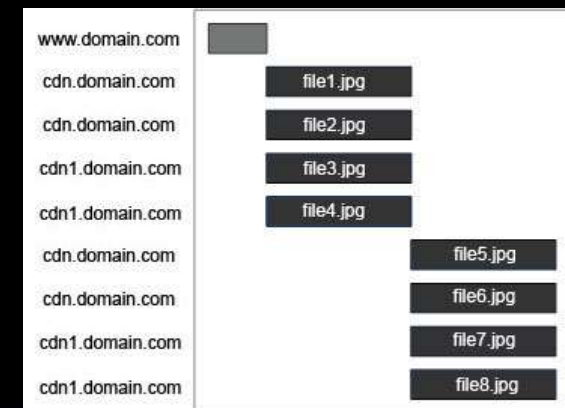 www.domain.com
cdn.domain.com file1.jpg
cdn.domain.com file2.jpg
cdn1.domain.com file3.jpg
cdn1.domain.com file4.jpg
cdn.domain.com file5.jpg
cdn.domain.com file6.jpg
cdn1.domain.com file7.jpg
cdn1.domain.com file8.jpg